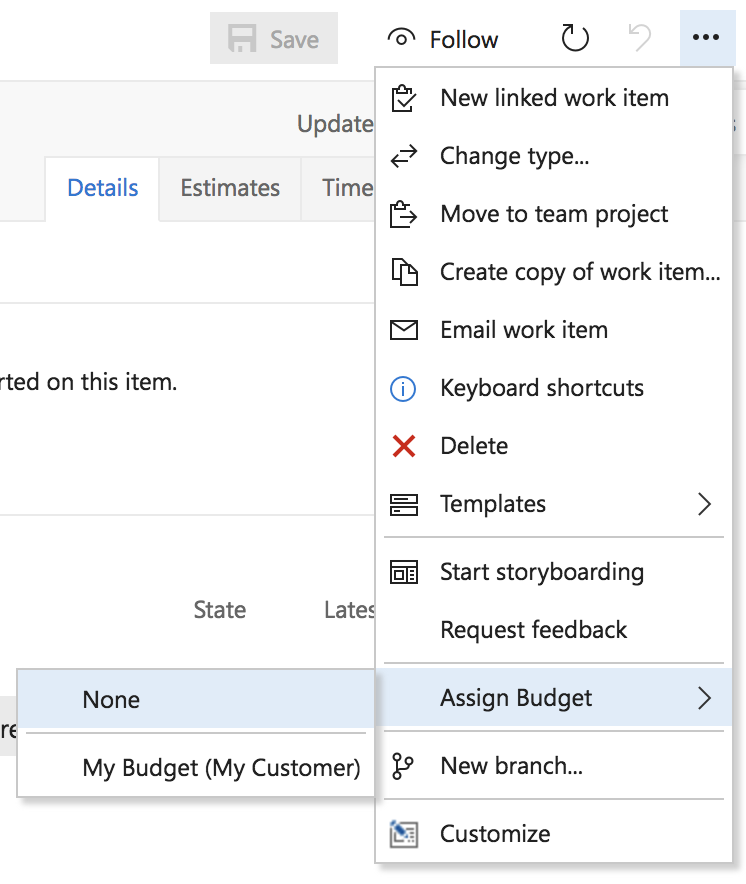 Save
Follow
Update
Details
Estimates
Time
rted on this item.
State
Lates
New linked work item
Change type...
Move to team project
Create copy of work item...
Email work item
Keyboard shortcuts
Delete
Templates
Start storyboarding
Request feedback
Assign Budget
None
My Budget (My Customer)
New branch...
Customize